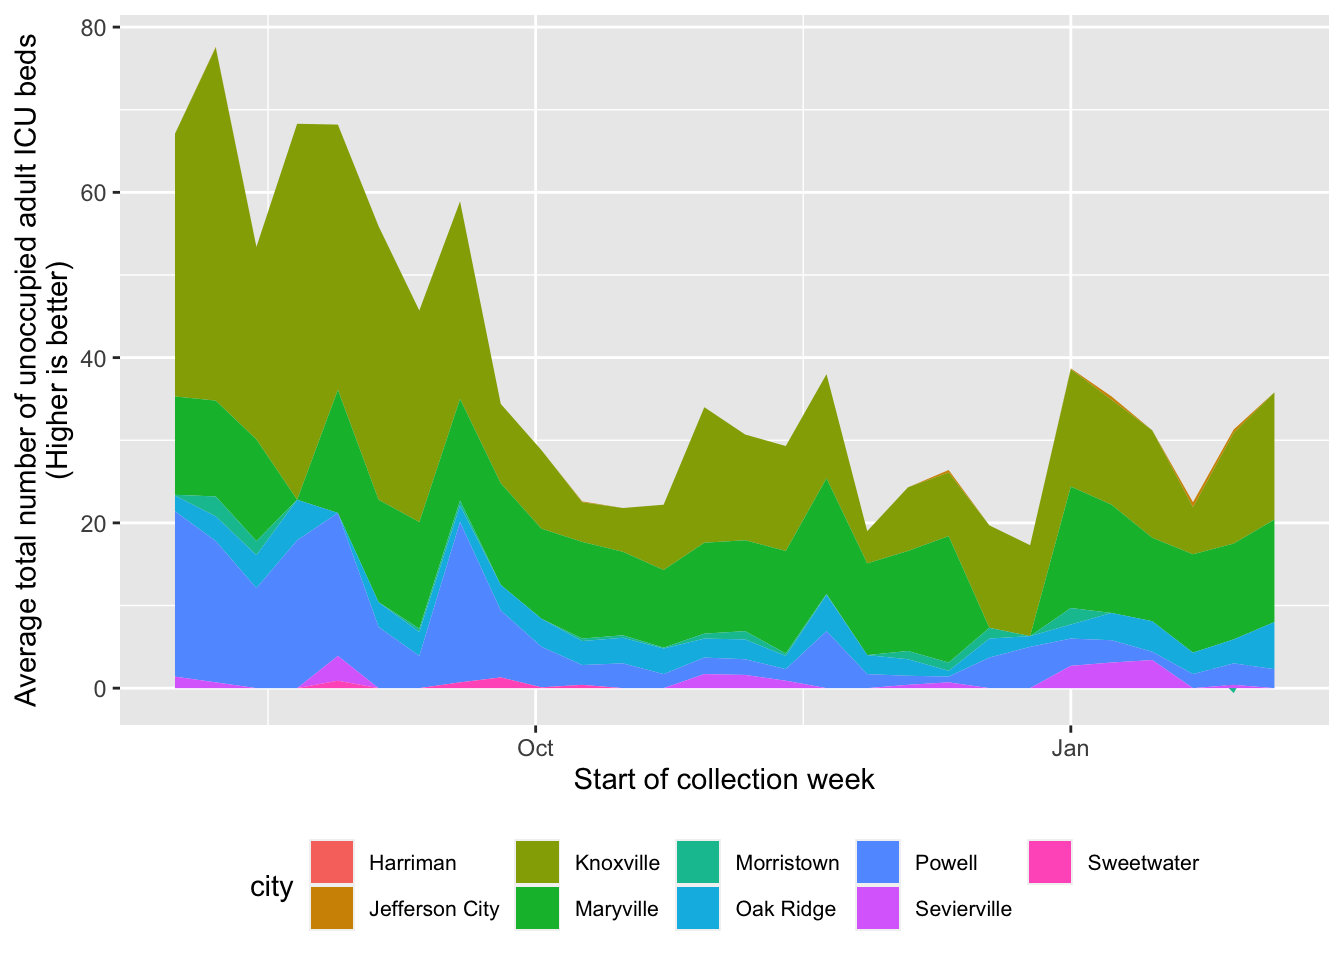 Average total number of unoccupied adult ICU beds
(Higher is better)
80
60
40
20
0
Oct
Jan
Start of collection week
city
Harriman
Jefferson City
Knoxville
Maryville
Morristown
Oak Ridge
Powell
Sevierville
Sweetwater